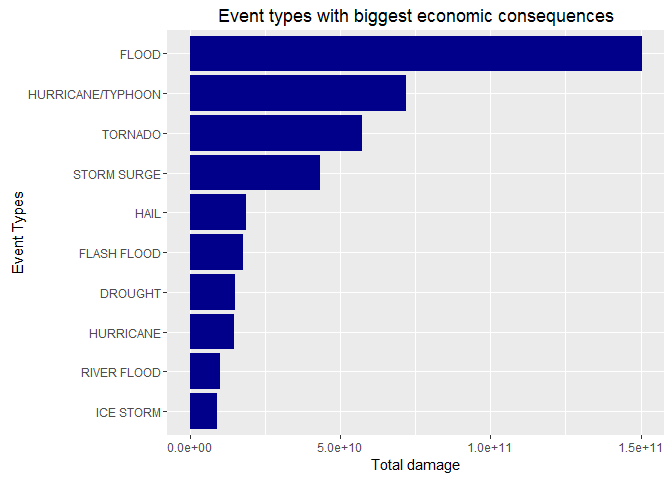 Event types with biggest economic consequences
FLOOD
HURRICANE/TYPHOON
TORNADO
STORM SURGE
HAIL
FLASH FLOOD
DROUGHT
HURRICANE
RIVER FLOOD
ICE STORM
Event Types
0.0e+00 5.0e+10 1.0e+11 1.5e+11
Total damage